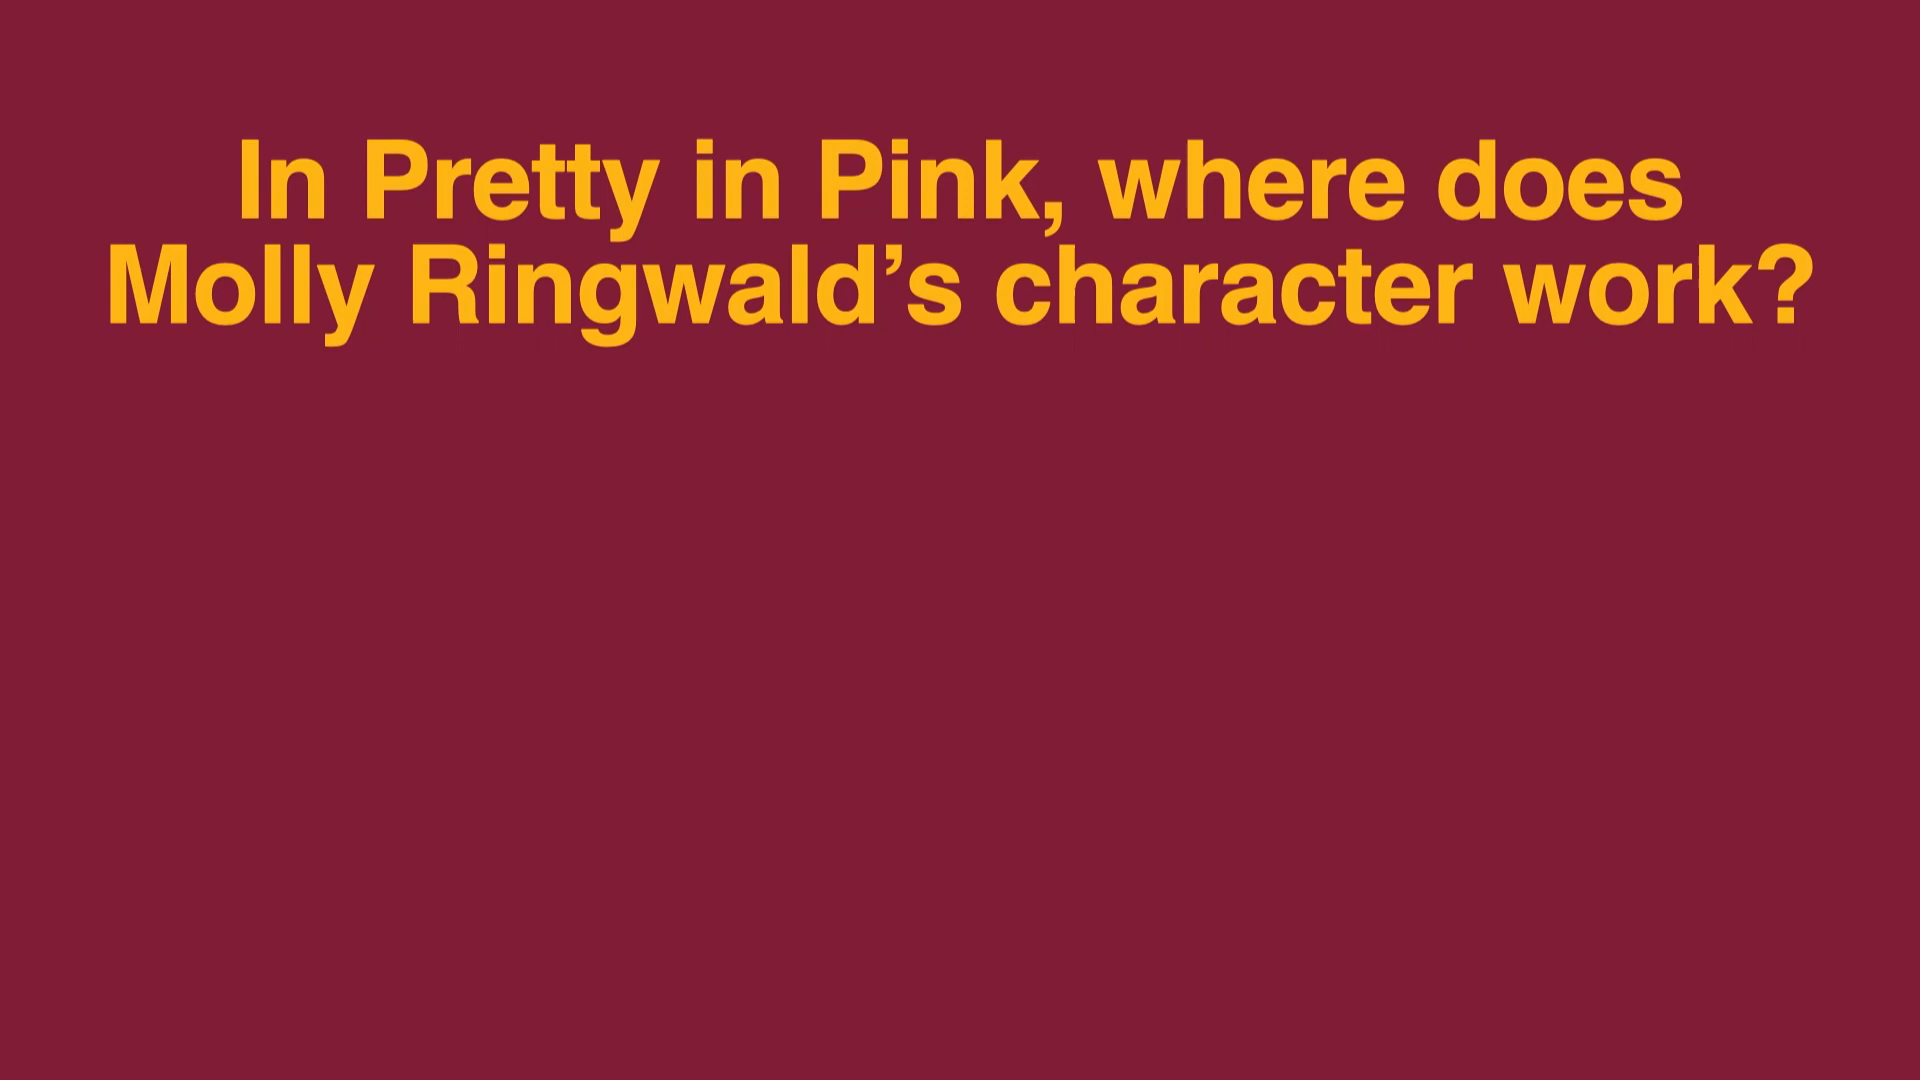 In Pretty in Pink, where does
Molly Ringwald’s character work?